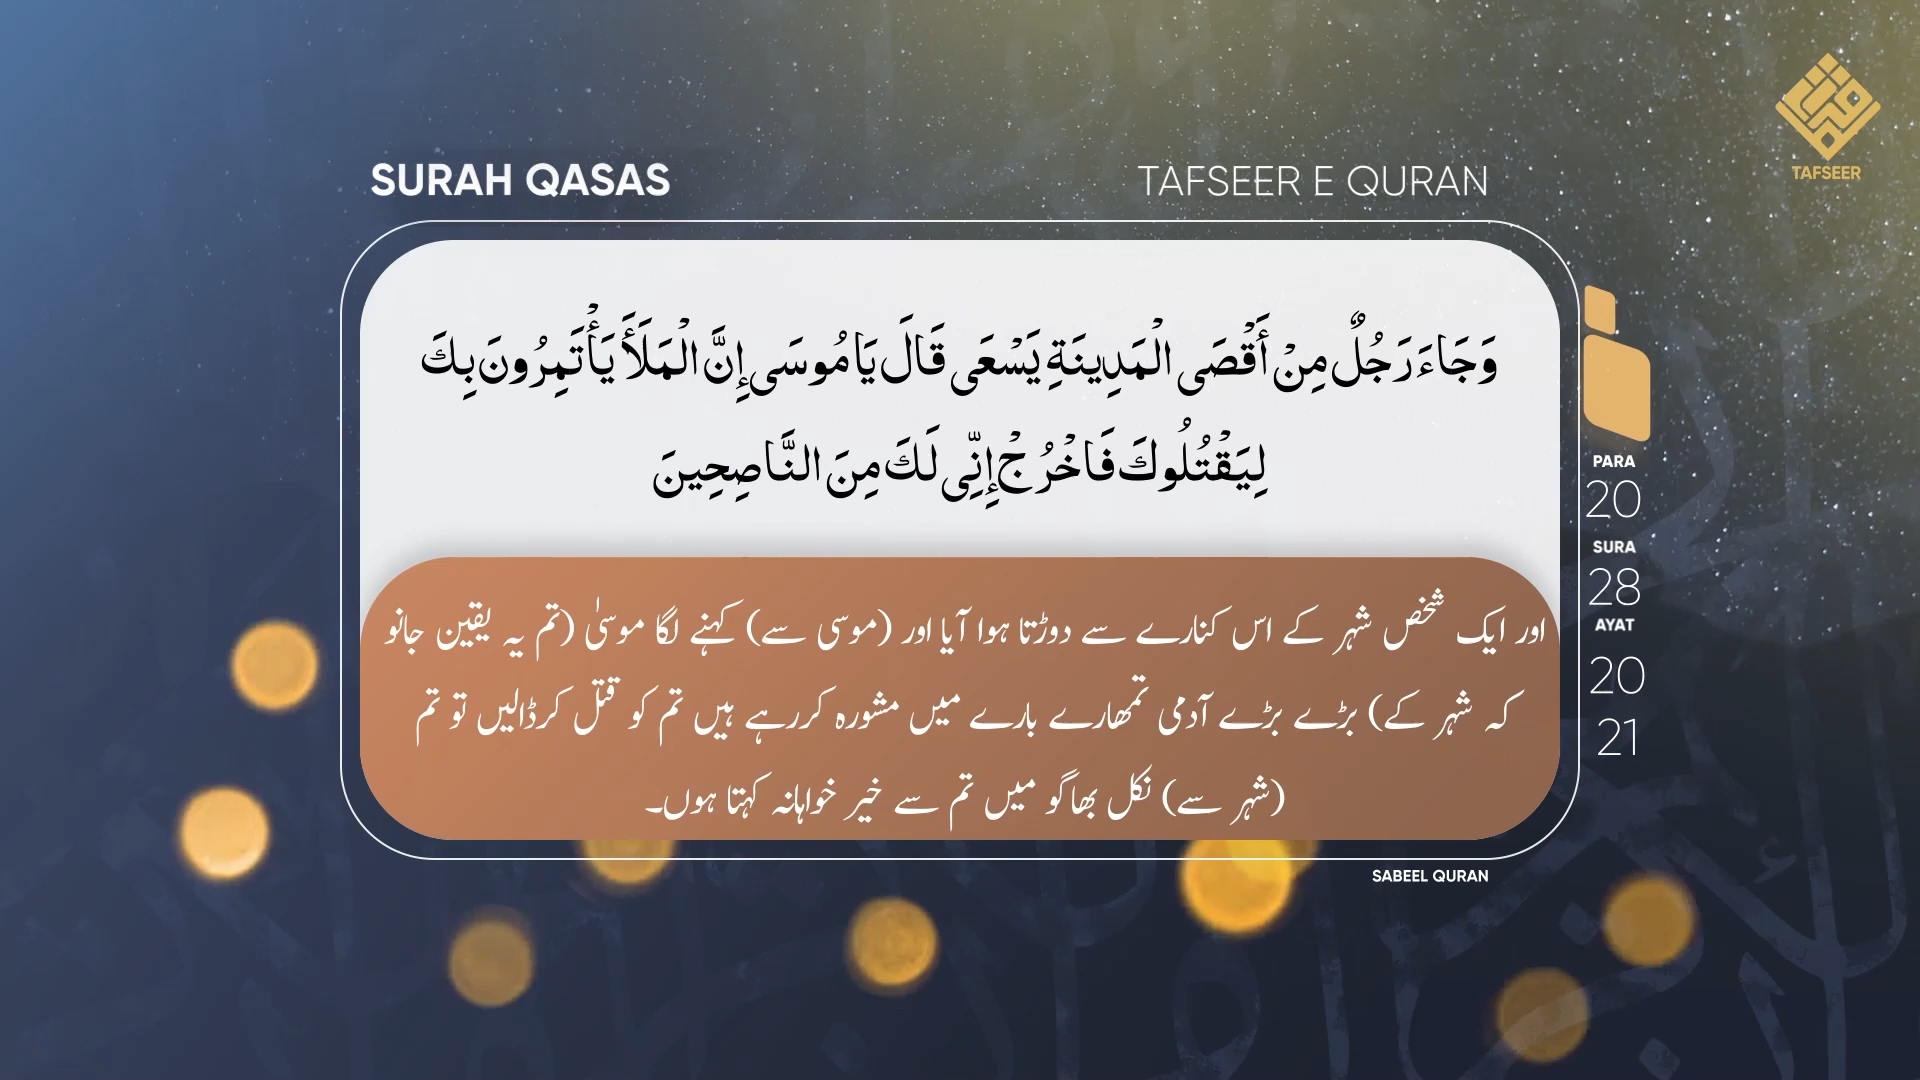 SURAH QASAS
TAFSEER E QURAN
TAFSEER
وَجَاءَ رَجُلٌ مِنْ أَقْصَى الْمَدِينَةِ يَسْعَى قَالَ يَا مُوسَى إِنَّ الْمَلَأَ يَأْتَمِرُونَ بِكَ
لِيَقْتُلُوكَ فَاخْرُجْ إِنِّي لَكَ مِنَ النَّاصِحِينَ
اور ایک شخص شہر کے اس کنارے سے دوڑتا ہوا آیا اور (موسی سے) کہنے لگا موسیٰ (تم یہ یقین جانو
کہ شہر کے) بڑے بڑے آدمی تمھارے بارے میں مشورہ کررہے ہیں تم کو قتل کرڈالیں تو تم
(شہر سے) نکل بھاگو میں تم سے خیر خواہانہ کہتا ہوں۔
PARA
20
SURA
28
AYAT
20
21
SABEEL QURAN